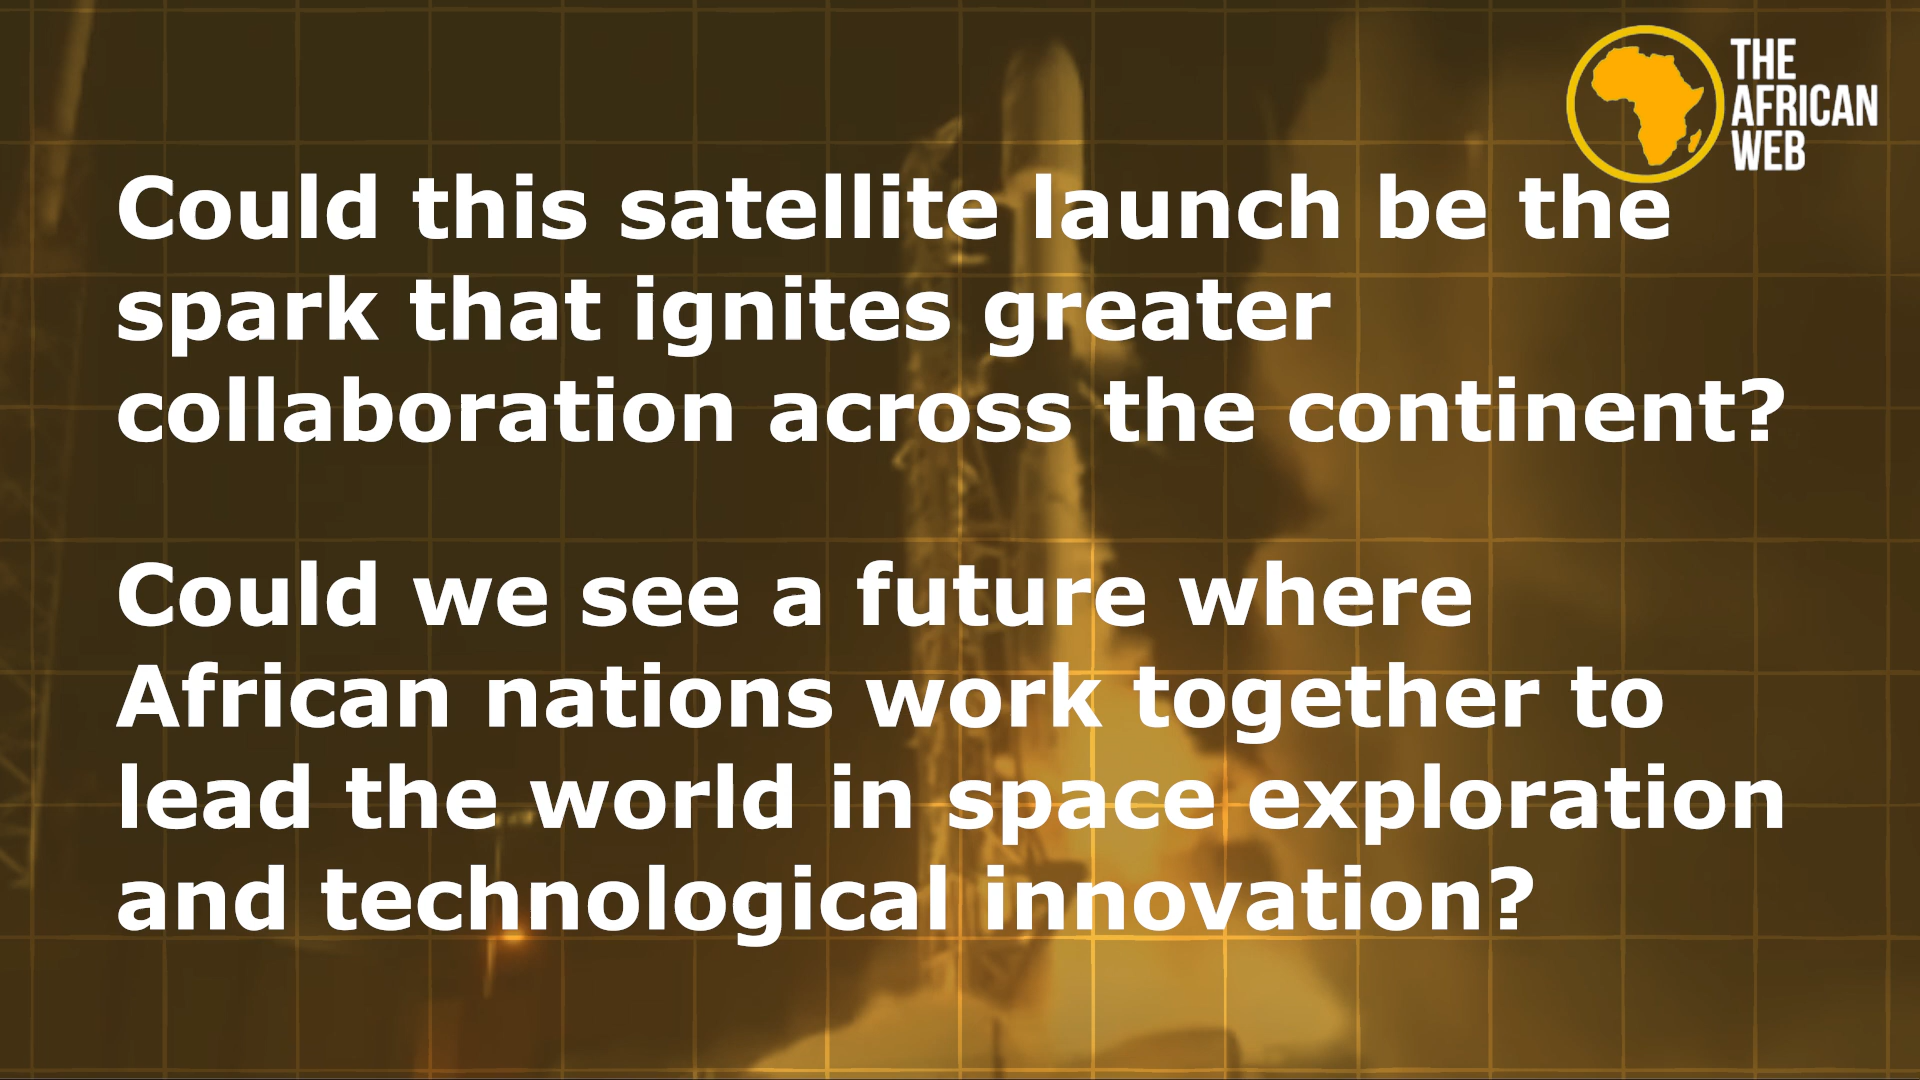 THE
AFRICAN
WEB
Could this satellite launch be the
spark that ignites greater
collaboration across the continent?
Could we see a future where
African nations work together to
lead the world in space exploration
and technological innovation?